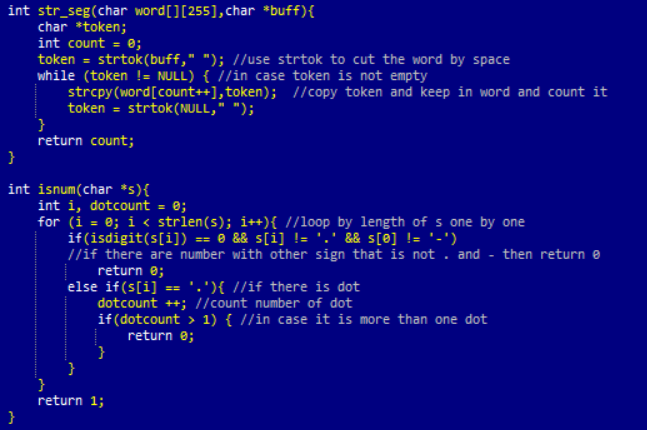 int str_seg(char word[][255],char *buff){
    char *token;
    int count = 0;
    token = strtok(buff," "); //use strtok to cut the word by space
    while (token != NULL) { //in case token is not empty
        strcpy(word[count++],token);  //copy token and keep in word and count it
        token = strtok(NULL," ");
    }
    return count;
}
int isnum(char *s){
    int i, dotcount = 0;
    for (i = 0; i < strlen(s); i++){ //loop by length of s one by one
        if(isdigit(s[i]) == 0 && s[i] != '.' && s[0] != '-')
        //if there are number with other sign that is not . and - then return 0
            return 0;
        else if(s[i] == '.'){ //if there is dot
            dotcount ++; //count number of dot
            if(dotcount > 1) { //in case it is more than one dot
                return 0;
            }
        }
    }
    return 1;
}